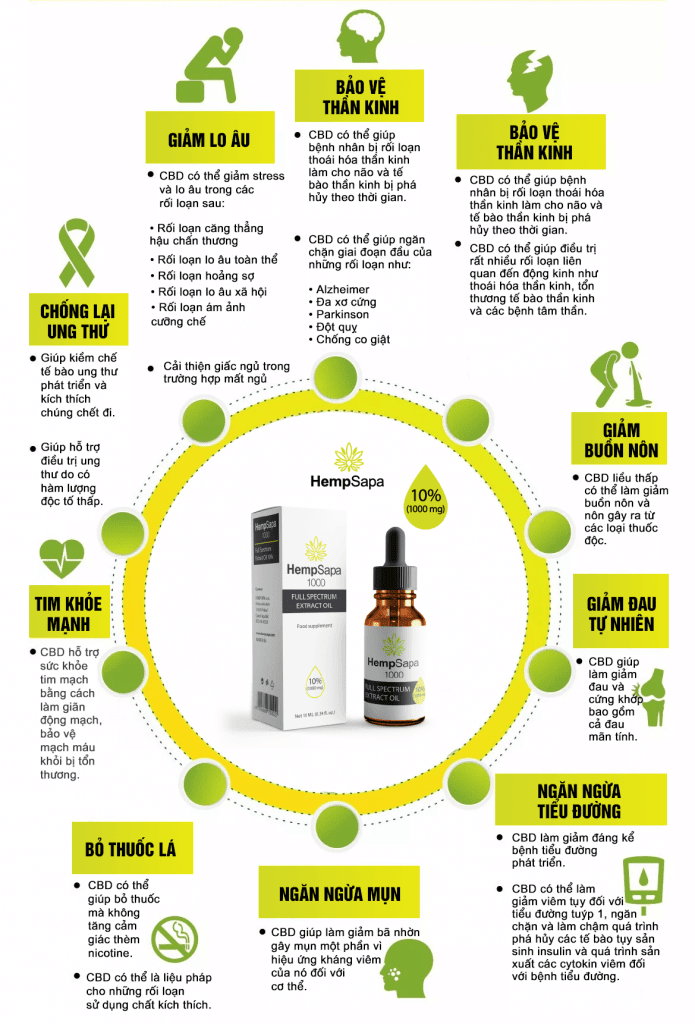 GIẢM LO ÂU
CBD có thể giảm stress
và lo âu trong các
rối loạn sau:
• Rối loạn căng thẳng
hậu chấn thương
• Rối loạn lo âu toàn thể
• Rối loạn hoảng sợ
• Rối loạn lo âu xã hội
• Rối loạn ám ảnh
cưỡng chế
Cải thiện giấc ngủ trong
trường hợp mất ngủ
BẢO VỆ
THẦN KINH
CBD có thể giúp
bệnh nhân bị rối loạn
thoái hóa thần kinh
làm cho não và tế
bào thần kinh bị phá
hủy theo thời gian.
CBD có thể giúp ngăn
chặn giai đoạn đầu của
những rối loạn như:
• Alzheimer
• Đa xơ cứng
• Parkinson
• Đột quỵ
• Chống co giật
BẢO VỆ
THẦN KINH
CBD có thể giúp bệnh
nhân bị rối loạn thoái hóa
thần kinh làm cho não và
tế bào thần kinh bị phá
hủy theo thời gian.
CBD có thể giúp điều trị
rất nhiều rối loạn liên
quan đến động kinh như
thoái hóa thần kinh, tổn
thương tế bào thần kinh
và các bệnh tâm thần.
CHỐNG LẠI
UNG THƯ
Giúp kiềm chế
tế bào ung thư
phát triển và
kích thích
chúng chết đi.
Giúp hỗ trợ
điều trị ung
thư do có
hàm lượng
độc tố thấp.
GIẢM
BUỒN NÔN
CBD liều thấp
có thể làm giảm
buồn nôn và
nôn gây ra từ
các loại thuốc
độc.
HempSapa
10%
(1000 mg)
HempSapa
1000
FULL SPECTRUM
EXTRACT OIL
Food supplement
10%
(1000 mg)
HempSapa
1000
FULL SPECTRUM
EXTRACT OIL
10%
TIM KHỎE
MẠNH
CBD hỗ trợ
sức khỏe
tim mạch
bằng cách
làm giãn
động mạch,
bảo vệ
mạch máu
khỏi bị tổn
thương.
GIẢM ĐAU
TỰ NHIÊN
CBD giúp
làm giảm
đau và
cứng khớp
bao gồm
cả đau
mãn tính.
NGĂN NGỪA
TIỂU ĐƯỜNG
CBD làm giảm đáng kể
bệnh tiểu đường
phát triển.
CBD có thể làm
giảm viêm tụy đối với
tiểu đường tuýp 1, ngăn
chặn và làm chậm quá trình
phá hủy các tế bào tụy sản
sinh insulin và quá trình sản
xuất các cytokin viêm đối
với bệnh tiểu đường.
BỎ THUỐC LÁ
CBD có thể
giúp bỏ thuốc
mà không
tăng cảm
giác thèm
nicotine.
CBD có thể là liệu pháp
cho những rối loạn
sử dụng chất kích thích.
NGĂN NGỪA MỤN
CBD giúp làm giảm bã nhờn
gây mụn một phần vì
hiệu ứng kháng viêm
của nó đối với
cơ thể.